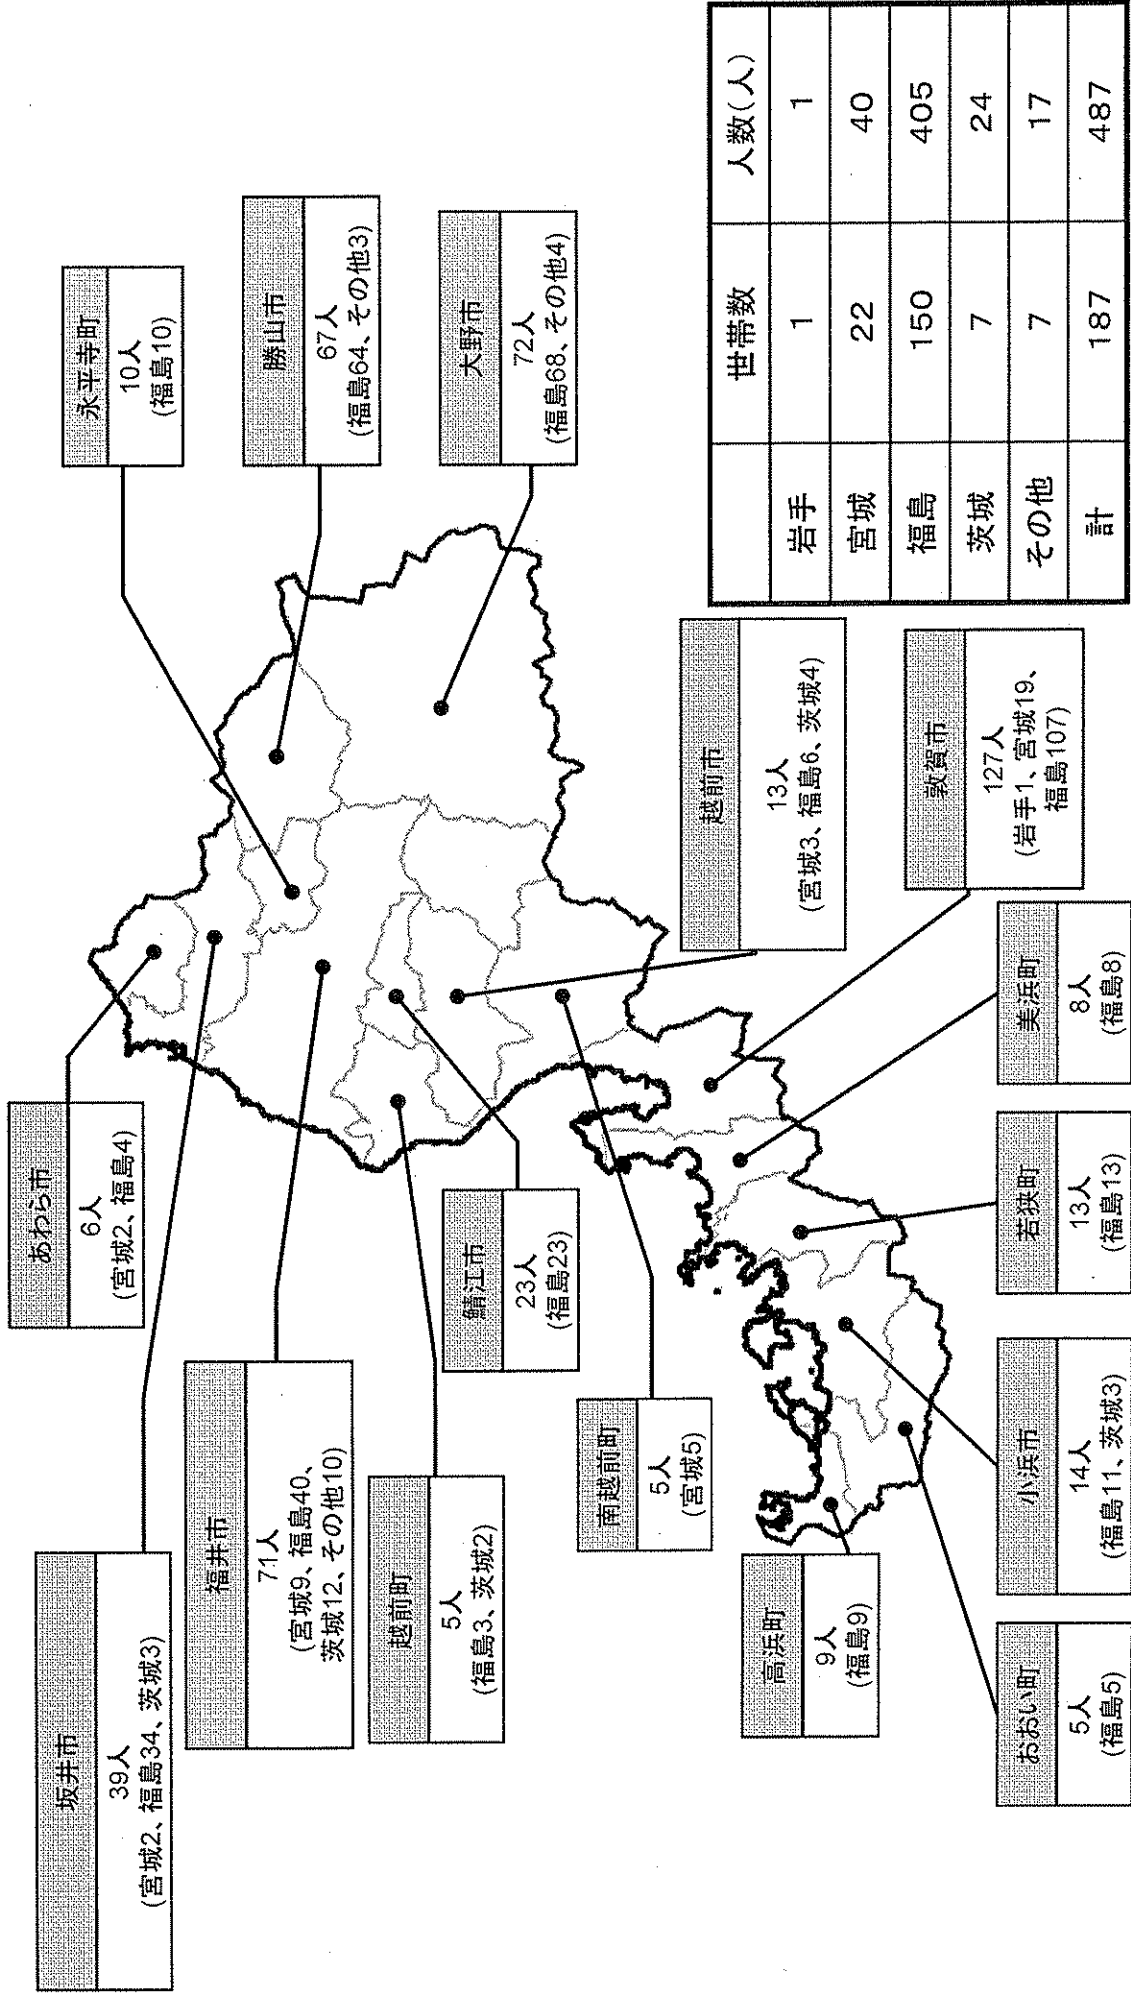 坂井市
39人
(宮城2、福島34、茨城3)
あわら市
6人
(宮城2、福島4)
永平寺町
10人
(福島10)
勝山市
67人
(福島64、その他3)
大野市
72人
(福島68、その他4)
福井市
71人
(宮城9、福島40、
茨城12、その他10)
越前町
5人
(福島3、茨城2)
鯖江市
23人
(福島23)
南越前町
5人
(宮城5)
越前市
13人
(宮城3、福島6、茨城4)
敦賀市
127人
(岩手1、宮城19、
福島107)
高浜町
9人
(福島9)
おおい町
5人
(福島5)
小浜市
14人
(福島11、茨城3)
若狭町
13人
(福島13)
美浜町
8人
(福島8)
世帯数 人数(人)
岩手 1 1
宮城 22 40
福島 150 405
茨城 7 24
その他 7 17
計 187 487